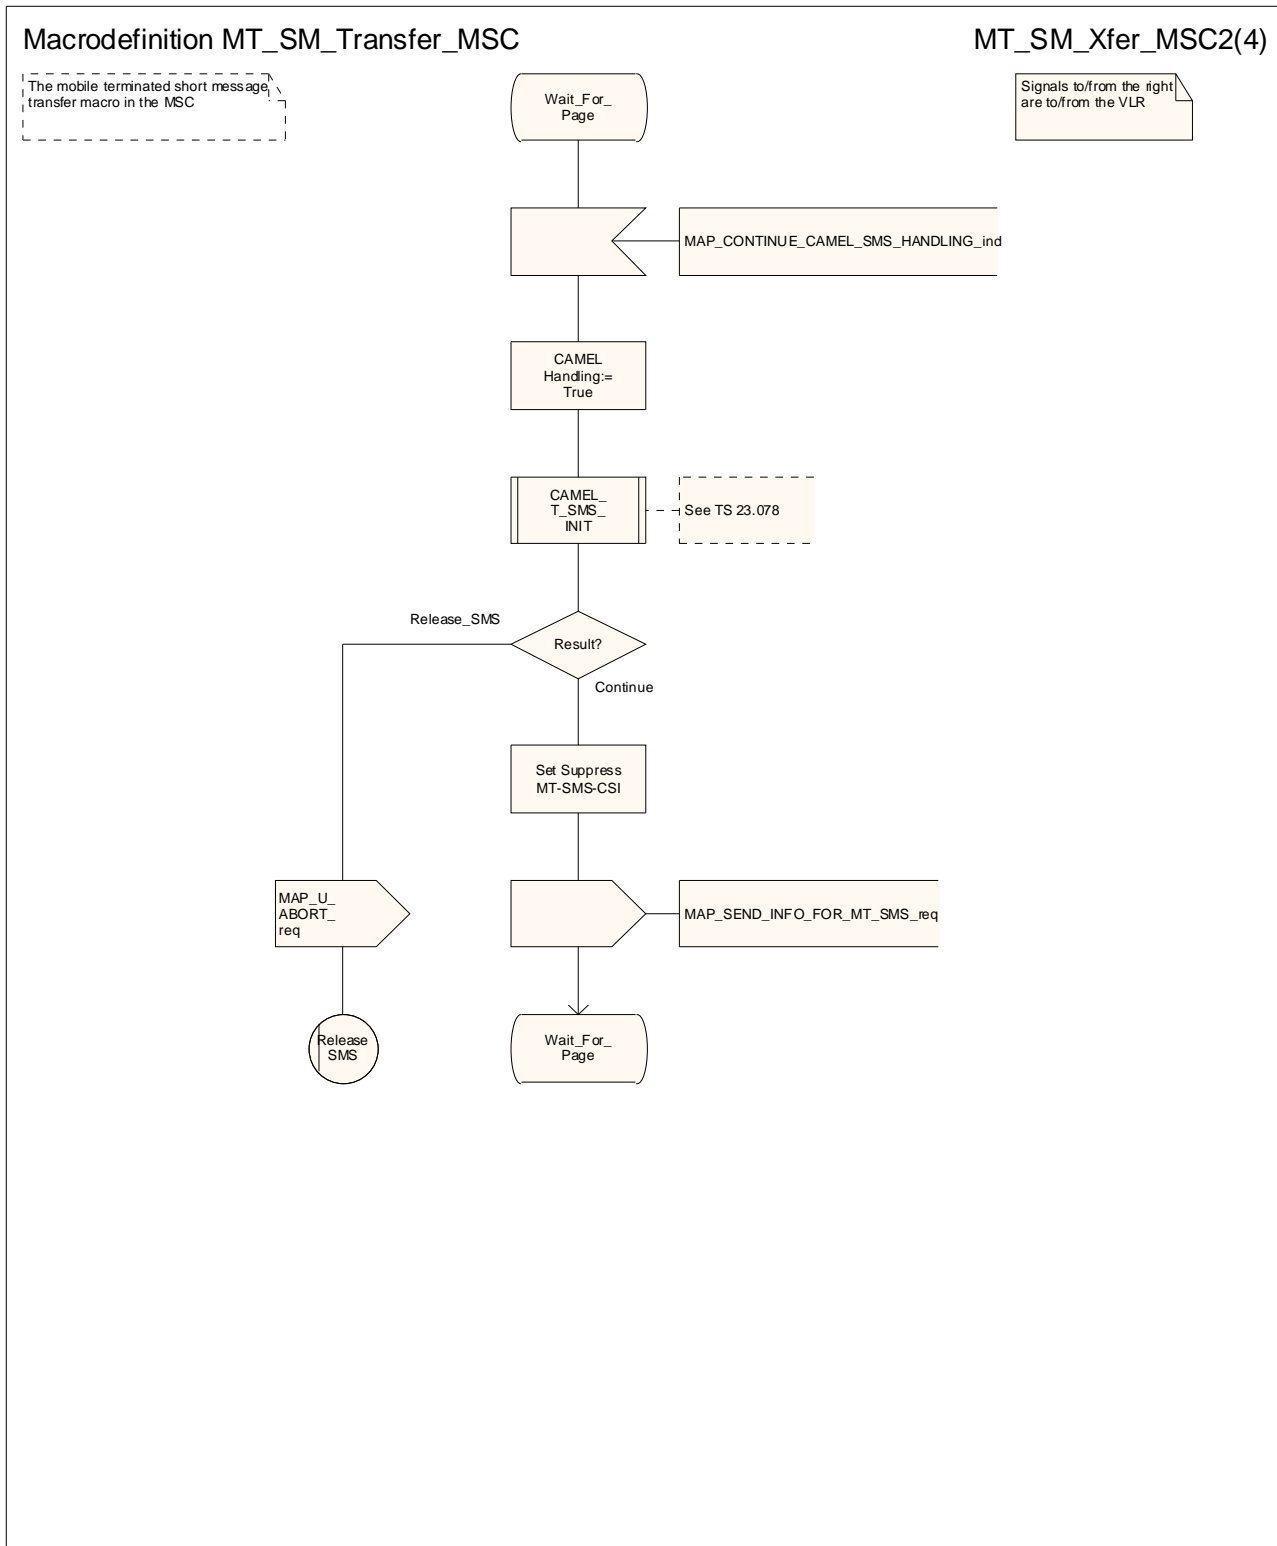 Macrodefinition MT_SM_Transfer_MSC
MT_SM_Xfer_MSC2(4)
The mobile terminated short message
transfer macro in the MSC
Wait_For_
Page
Signals to/from the right
are to/from the VLR
MAP_CONTINUE_CAMEL_SMS_HANDLING_ind
CAMEL
Handling:=
True
CAMEL_
T_SMS_
INIT
See TS 23.078
Release_SMS
Result?
Continue
Set Suppress
MT-SMS-CSI
MAP_U_
ABORT_
req
MAP_SEND_INFO_FOR_MT_SMS_req
Release
SMS
Wait_For_
Page